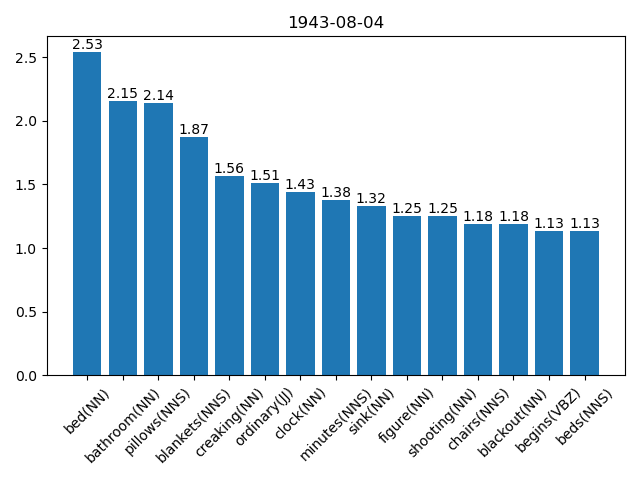 1943-08-04
2.53
2.15
2.14
1.87
1.56
1.51
1.43
1.38
1.32
1.25
1.25
1.18
1.18
1.13
1.13
2.5
2.0
1.5
1.0
0.5
0.0
bed(NN)
bathroom(NN)
pillows(NNS)
blankets(NNS)
creaking(NN)
ordinary(JJ)
clock(NN)
minutes(NNS)
sink(NN)
figure(NN)
shooting(NN)
chairs(NNS)
blackout(NN)
begins(VBZ)
beds(NNS)